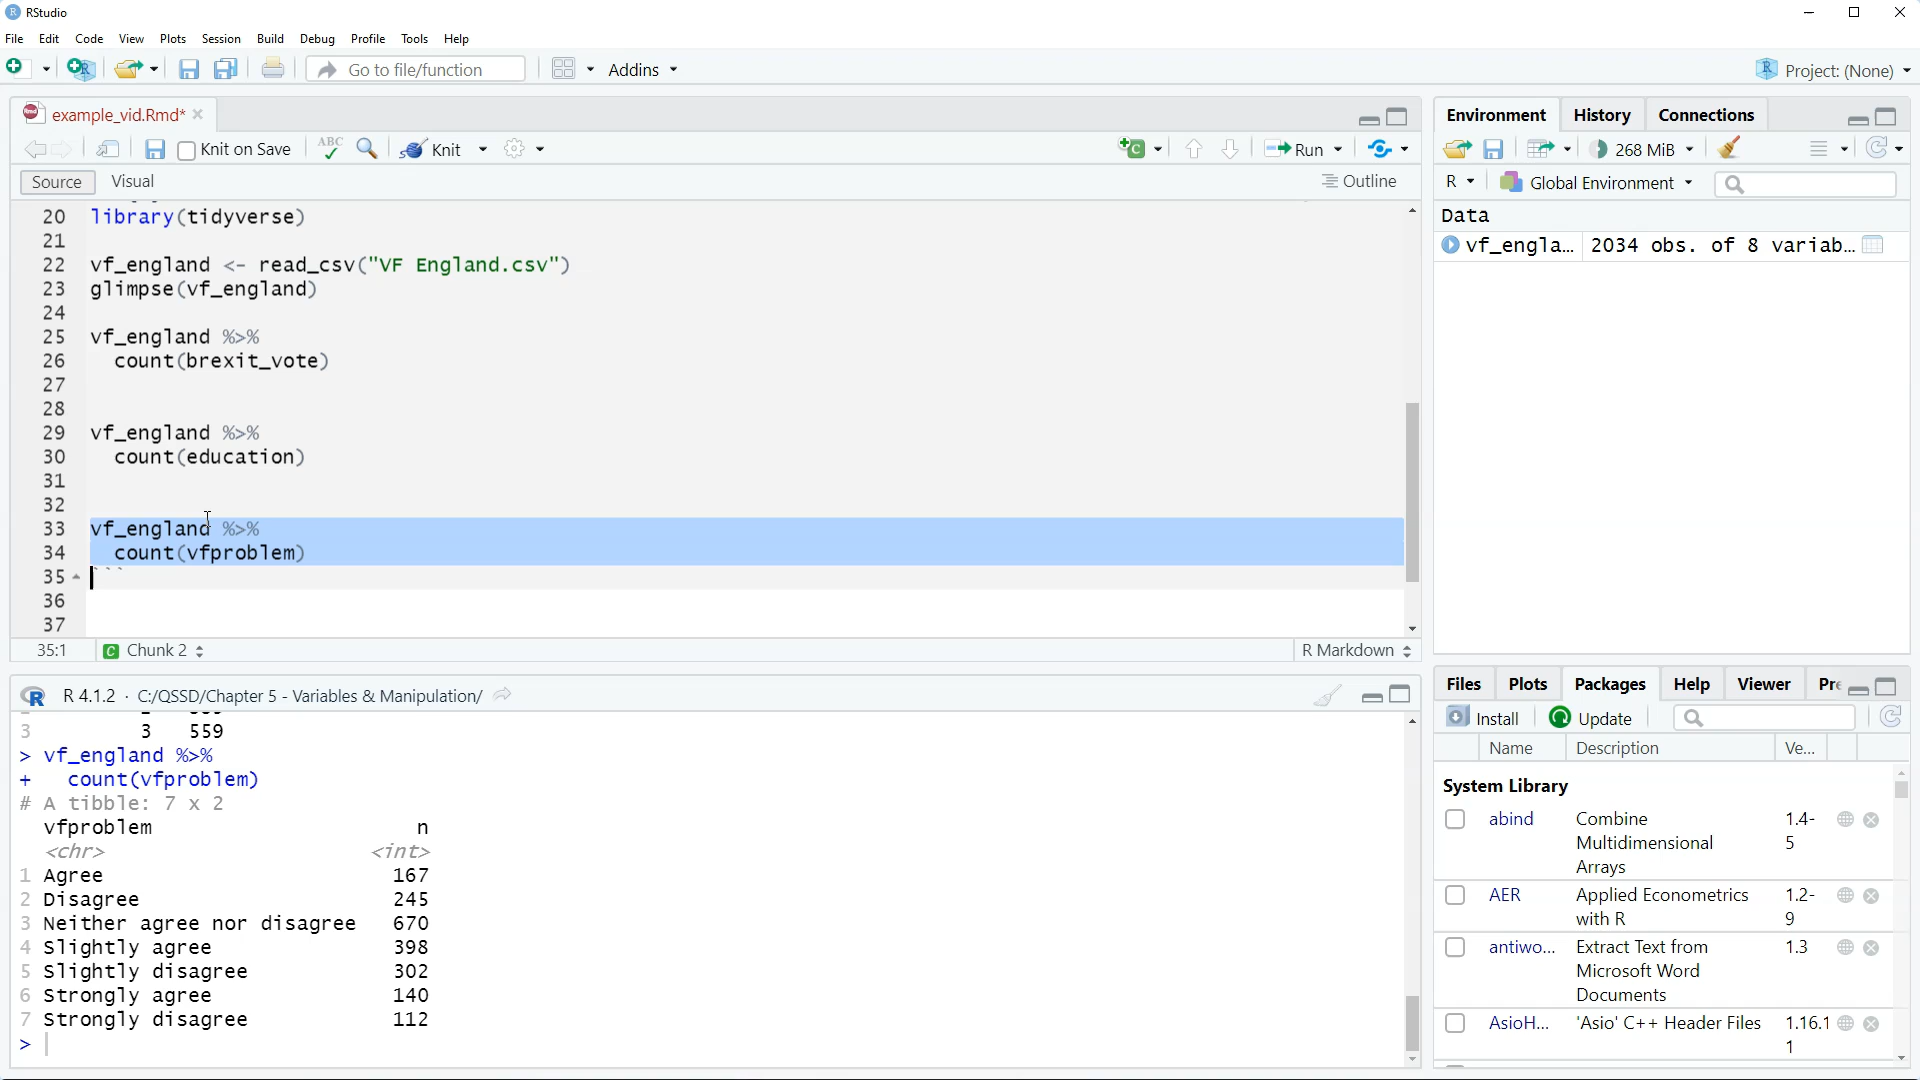 RStudio
File Edit Code View Plots Session Build Debug Profile Tools Help
Go to file/function Addins Project: (None)
example_vid.Rmd*
Knit on Save ABC Knit Run
Source Visual Outline
20 library(tidyverse)
21
22 vf_england <- read_csv("VF England.csv")
23 glimpse(vf_england)
24
25 vf_england %>%
26 count(brexit_vote)
27
28
29 vf_england %>%
30 count(education)
31
32
33 vf_england %>%
34 count(vfproblem)
35 ```
36
37
35:1 Chunk 2 R Markdown
R 4.1.2 · C:/QSSD/Chapter 5 - Variables & Manipulation/
3 3 559
> vf_england %>%
+ count(vfproblem)
# A tibble: 7 x 2
vfproblem n
<chr> <int>
1 Agree 167
2 Disagree 245
3 Neither agree nor disagree 670
4 Slightly agree 398
5 Slightly disagree 302
6 Strongly agree 140
7 Strongly disagree 112
>
Environment History Connections
268 MiB
R Global Environment
Data
vf_engla... 2034 obs. of 8 variab...
Files Plots Packages Help Viewer Pre
Install Update
Name Description Ve...
System Library
abind Combine 1.4-
Multidimensional 5
Arrays
AER Applied Econometrics 1.2-
with R 9
antiwo... Extract Text from 1.3
Microsoft Word
Documents
AsioH... 'Asio' C++ Header Files 1.16.1
1